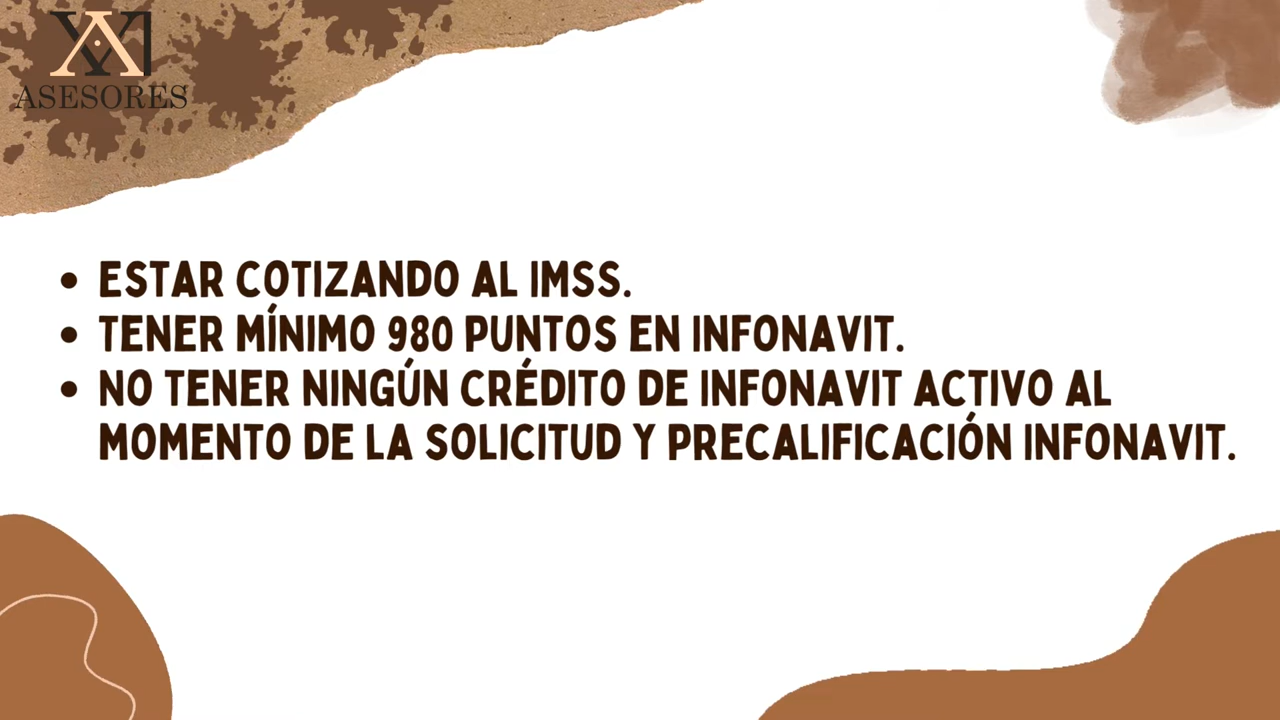 ASESORES
• ESTAR COTIZANDO AL IMSS.
• TENER MÍNIMO 980 PUNTOS EN INFONAVIT.
• NO TENER NINGÚN CRÉDITO DE INFONAVIT ACTIVO AL
MOMENTO DE LA SOLICITUD Y PRECALIFICACIÓN INFONAVIT.